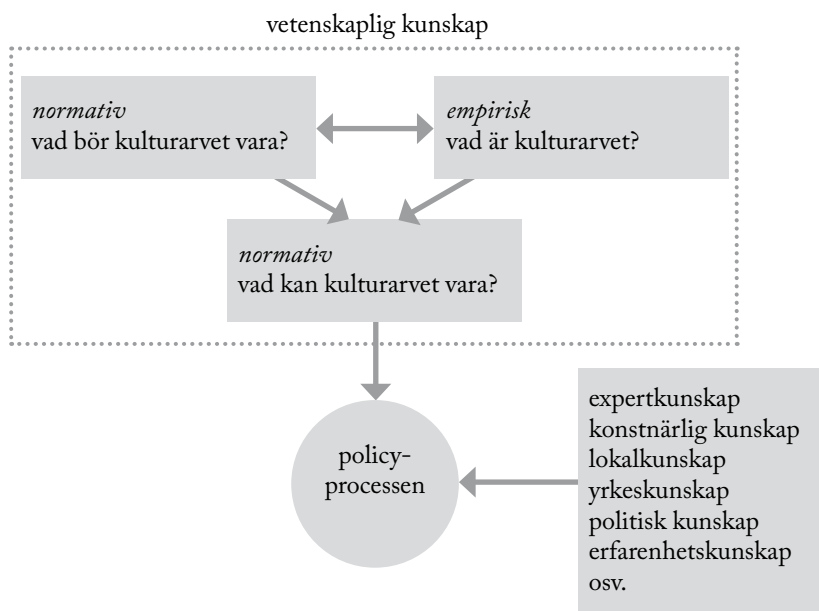 vetenskaplig kunskap
normativ
vad bör kulturarvet vara?
empirisk
vad är kulturarvet?
normativ
vad kan kulturarvet vara?
policy-
processen
expertkunskap
konstnärlig kunskap
lokalkunskap
yrkeskunskap
politisk kunskap
erfarenhetskunskap
osv.